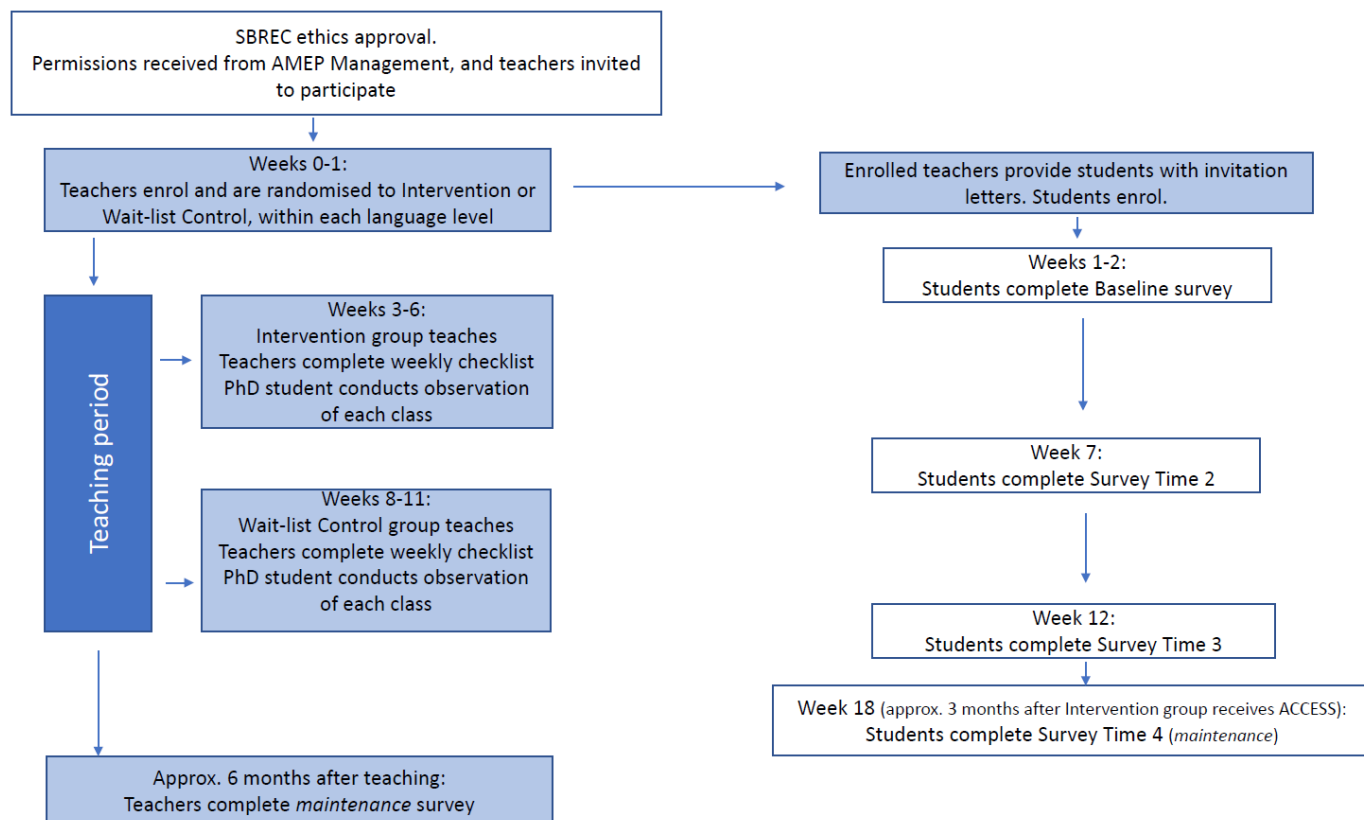 SBREC ethics approval.
Permissions received from AMEP Management, and teachers invited
to participate
Weeks 0-1:
Teachers enrol and are randomised to Intervention or
Wait-list Control, within each language level
Enrolled teachers provide students with invitation
letters. Students enrol.
Weeks 1-2:
Students complete Baseline survey
Teaching period
Weeks 3-6:
Intervention group teaches
Teachers complete weekly checklist
PhD student conducts observation
of each class
Week 7:
Students complete Survey Time 2
Weeks 8-11:
Wait-list Control group teaches
Teachers complete weekly checklist
PhD student conducts observation
of each class
Week 12:
Students complete Survey Time 3
Week 18 (approx. 3 months after Intervention group receives ACCESS):
Students complete Survey Time 4 (maintenance)
Approx. 6 months after teaching:
Teachers complete maintenance survey